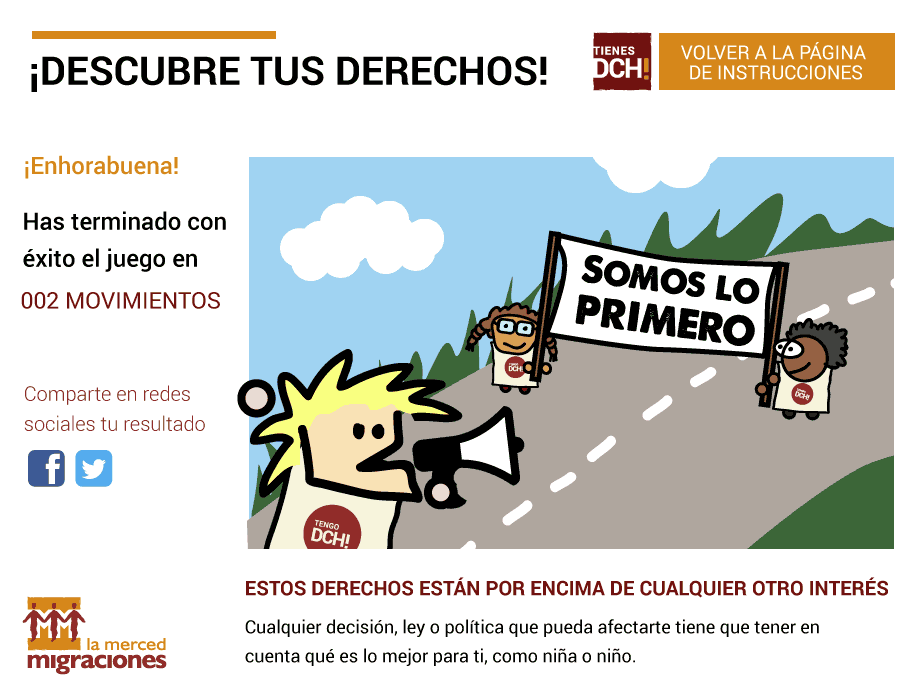 ¡DESCUBRE TUS DERECHOS!
TIENES
DCH!
VOLVER A LA PÁGINA
DE INSTRUCCIONES
¡Enhorabuena!
Has terminado con
éxito el juego en
002 MOVIMIENTOS
Comparte en redes
sociales tu resultado
SOMOS LO
PRIMERO
DCH!
DCH!
TENGO
DCH!
la merced
migraciones
ESTOS DERECHOS ESTÁN POR ENCIMA DE CUALQUIER OTRO INTERÉS
Cualquier decisión, ley o política que pueda afectarte tiene que tener en
cuenta qué es lo mejor para ti, como niña o niño.